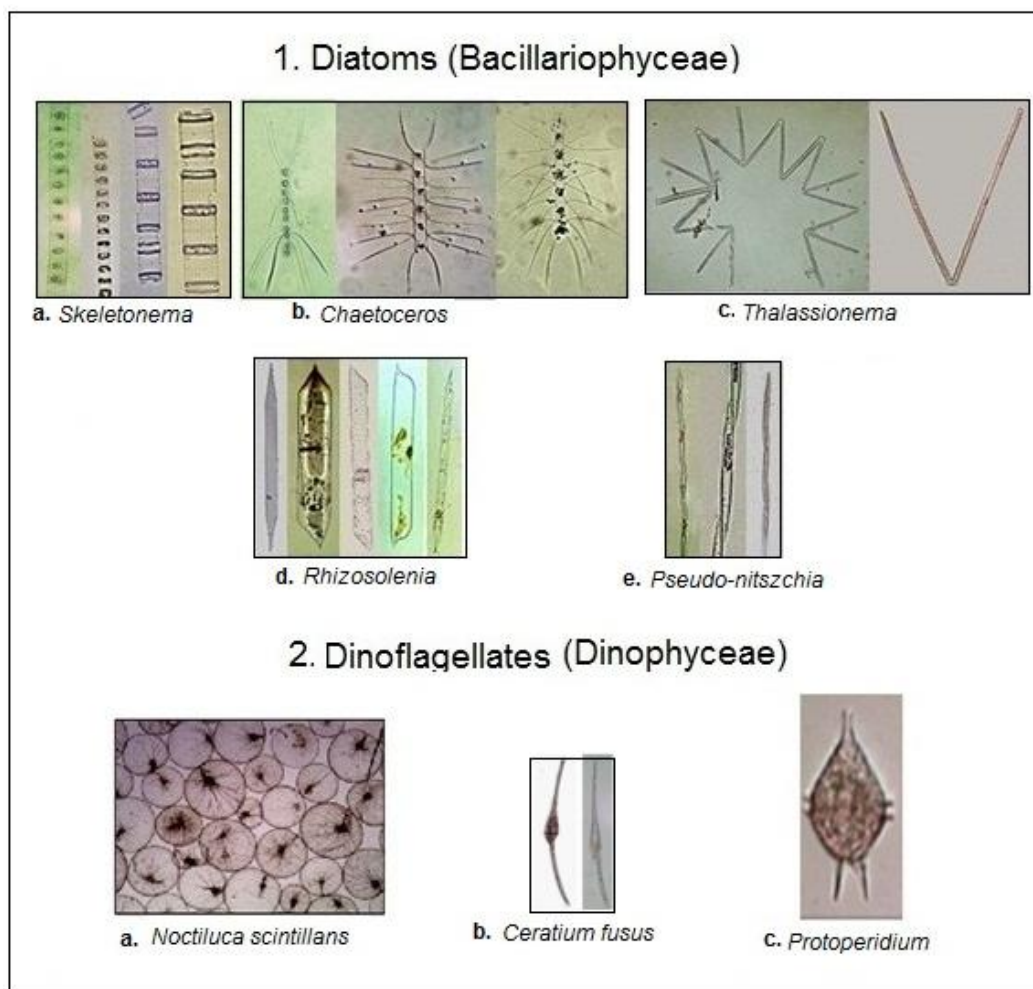 1. Diatoms (Bacillariophyceae)
a. Skeletonema
b. Chaetoceros
c. Thalassionema
d. Rhizosolenia
e. Pseudo-nitszchia
2. Dinoflagellates (Dinophyceae)
a. Noctiluca scintillans
b. Ceratium fusus
c. Protoperidium